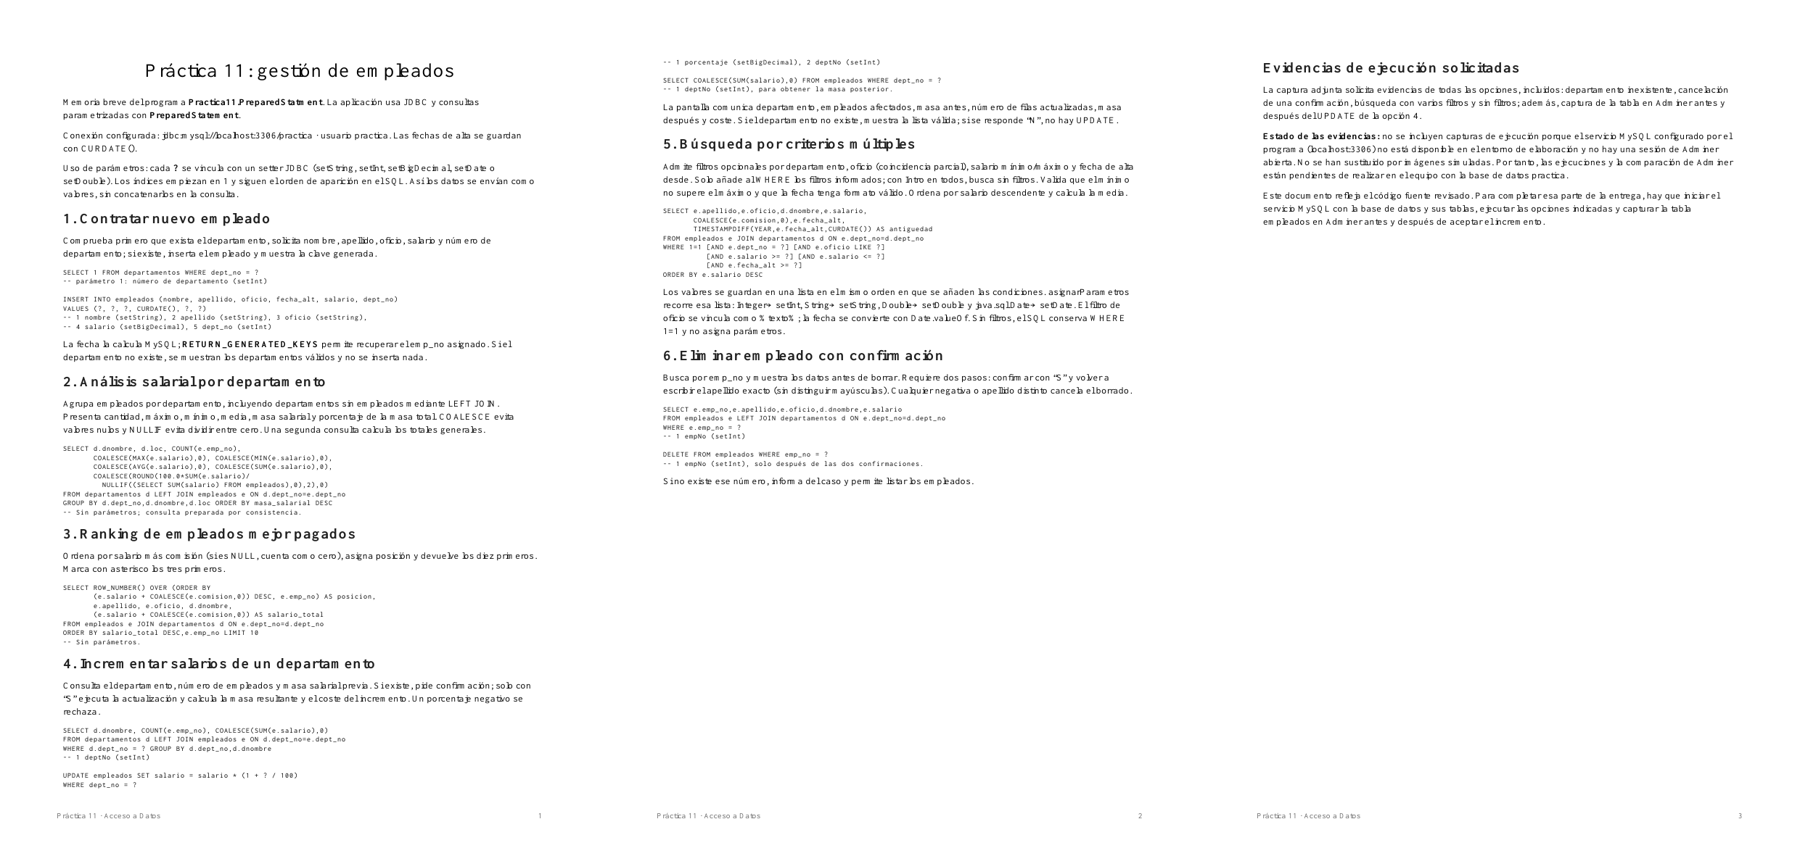 Práctica 11: gestión de empleados
Memoria breve del programa Practica11.PreparedStatment. La aplicación usa JDBC y consultas
parametrizadas con PreparedStatement.
Conexión configurada: jdbc:mysql://localhost:3306/practica · usuario practica. Las fechas de alta se guardan
con CURDATE().
Uso de parámetros: cada ? se vincula con un setter JDBC (setString, setInt, setBigDecimal, setDate o
setDouble). Los índices empiezan en 1 y siguen el orden de aparición en el SQL. Así los datos se envían como
valores, sin concatenarlos en la consulta.
1. Contratar nuevo empleado
Comprueba primero que exista el departamento, solicita nombre, apellido, oficio, salario y número de
departamento; si existe, inserta el empleado y muestra la clave generada.
SELECT 1 FROM departamentos WHERE dept_no = ?
-- parámetro 1: número de departamento (setInt)
INSERT INTO empleados (nombre, apellido, oficio, fecha_alt, salario, dept_no)
VALUES (?, ?, ?, CURDATE(), ?, ?)
-- 1 nombre (setString), 2 apellido (setString), 3 oficio (setString),
-- 4 salario (setBigDecimal), 5 dept_no (setInt)
La fecha la calcula MySQL; RETURN_GENERATED_KEYS permite recuperar el emp_no asignado. Si el
departamento no existe, se muestran los departamentos válidos y no se inserta nada.
2. Análisis salarial por departamento
Agrupa empleados por departamento, incluyendo departamentos sin empleados mediante LEFT JOIN.
Presenta cantidad, máximo, mínimo, media, masa salarial y porcentaje de la masa total. COALESCE evita
valores nulos y NULLIF evita dividir entre cero. Una segunda consulta calcula los totales generales.
SELECT d.dnombre, d.loc, COUNT(e.emp_no),
COALESCE(MAX(e.salario),0), COALESCE(MIN(e.salario),0),
COALESCE(AVG(e.salario),0), COALESCE(SUM(e.salario),0),
COALESCE(ROUND(100.0*SUM(e.salario)/
NULLIF((SELECT SUM(salario) FROM empleados),0),2),0)
FROM departamentos d LEFT JOIN empleados e ON d.dept_no=e.dept_no
GROUP BY d.dept_no,d.dnombre,d.loc ORDER BY masa_salarial DESC
-- Sin parámetros; consulta preparada por consistencia.
3. Ranking de empleados mejor pagados
Ordena por salario más comisión (si es NULL, cuenta como cero), asigna posición y devuelve los diez primeros.
Marca con asterisco los tres primeros.
SELECT ROW_NUMBER() OVER (ORDER BY
(e.salario + COALESCE(e.comision,0)) DESC, e.emp_no) AS posicion,
e.apellido, e.oficio, d.dnombre,
(e.salario + COALESCE(e.comision,0)) AS salario_total
FROM empleados e JOIN departamentos d ON e.dept_no=d.dept_no
ORDER BY salario_total DESC,e.emp_no LIMIT 10
-- Sin parámetros.
4. Incrementar salarios de un departamento
Consulta el departamento, número de empleados y masa salarial previa. Si existe, pide confirmación; solo con
“S” ejecuta la actualización y calcula la masa resultante y el coste del incremento. Un porcentaje negativo se
rechaza.
SELECT d.dnombre, COUNT(e.emp_no), COALESCE(SUM(e.salario),0)
FROM departamentos d LEFT JOIN empleados e ON d.dept_no=e.dept_no
WHERE d.dept_no = ? GROUP BY d.dept_no,d.dnombre
-- 1 deptNo (setInt)
UPDATE empleados SET salario = salario * (1 + ? / 100)
WHERE dept_no = ?
Práctica 11 · Acceso a Datos 1
-- 1 porcentaje (setBigDecimal), 2 deptNo (setInt)
SELECT COALESCE(SUM(salario),0) FROM empleados WHERE dept_no = ?
-- 1 deptNo (setInt), para obtener la masa posterior.
La pantalla comunica departamento, empleados afectados, masa antes, número de filas actualizadas, masa
después y coste. Si el departamento no existe, muestra la lista válida; si se responde “N”, no hay UPDATE.
5. Búsqueda por criterios múltiples
Admite filtros opcionales por departamento, oficio (coincidencia parcial), salario mínimo/máximo y fecha de alta
desde. Solo añade al WHERE los filtros informados; con Intro en todos, busca sin filtros. Valida que el mínimo
no supere el máximo y que la fecha tenga formato válido. Ordena por salario descendente y calcula la media.
SELECT e.apellido,e.oficio,d.dnombre,e.salario,
COALESCE(e.comision,0),e.fecha_alt,
TIMESTAMPDIFF(YEAR,e.fecha_alt,CURDATE()) AS antiguedad
FROM empleados e JOIN departamentos d ON e.dept_no=d.dept_no
WHERE 1=1 [AND e.dept_no = ?] [AND e.oficio LIKE ?]
[AND e.salario >= ?] [AND e.salario <= ?]
[AND e.fecha_alt >= ?]
ORDER BY e.salario DESC
Los valores se guardan en una lista en el mismo orden en que se añaden las condiciones. asignarParametros
recorre esa lista: Integer→ setInt, String→ setString, Double→ setDouble y java.sql.Date→ setDate. El filtro de
oficio se vincula como %texto%; la fecha se convierte con Date.valueOf. Sin filtros, el SQL conserva WHERE
1=1 y no asigna parámetros.
6. Eliminar empleado con confirmación
Busca por emp_no y muestra los datos antes de borrar. Requiere dos pasos: confirmar con “S” y volver a
escribir el apellido exacto (sin distinguir mayúsculas). Cualquier negativa o apellido distinto cancela el borrado.
SELECT e.emp_no,e.apellido,e.oficio,d.dnombre,e.salario
FROM empleados e LEFT JOIN departamentos d ON e.dept_no=d.dept_no
WHERE e.emp_no = ?
-- 1 empNo (setInt)
DELETE FROM empleados WHERE emp_no = ?
-- 1 empNo (setInt), solo después de las dos confirmaciones.
Si no existe ese número, informa del caso y permite listar los empleados.
Práctica 11 · Acceso a Datos 2
Evidencias de ejecución solicitadas
La captura adjunta solicita evidencias de todas las opciones, incluidos: departamento inexistente, cancelación
de una confirmación, búsqueda con varios filtros y sin filtros; además, captura de la tabla en Adminer antes y
después del UPDATE de la opción 4.
Estado de las evidencias: no se incluyen capturas de ejecución porque el servicio MySQL configurado por el
programa (localhost:3306) no está disponible en el entorno de elaboración y no hay una sesión de Adminer
abierta. No se han sustituido por imágenes simuladas. Por tanto, las ejecuciones y la comparación de Adminer
están pendientes de realizar en el equipo con la base de datos practica.
Este documento refleja el código fuente revisado. Para completar esa parte de la entrega, hay que iniciar el
servicio MySQL con la base de datos y sus tablas, ejecutar las opciones indicadas y capturar la tabla
empleados en Adminer antes y después de aceptar el incremento.
Práctica 11 · Acceso a Datos 3